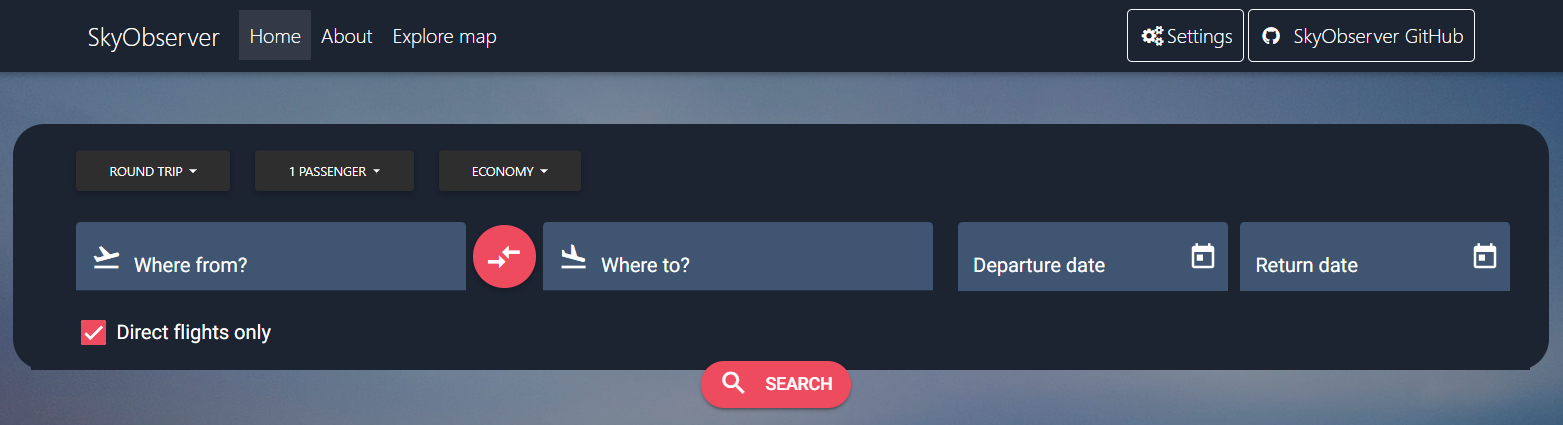 SkyObserver Home About Explore map Settings SkyObserver GitHub
ROUND TRIP 1 PASSENGER ECONOMY
Where from? Where to? Departure date Return date
Direct flights only
SEARCH